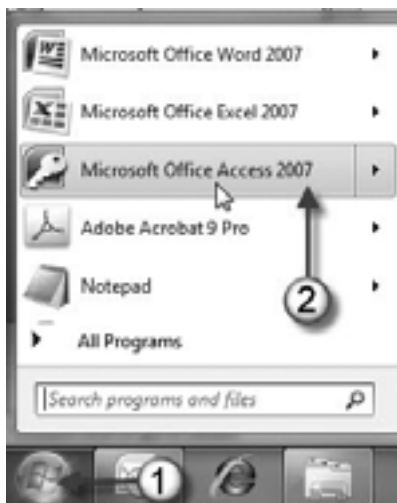 Microsoft Office Word 2007
Microsoft Office Excel 2007
Microsoft Office Access 2007
Adobe Acrobat 9 Pro
Notepad
2
All Programs
Search programs and files
1